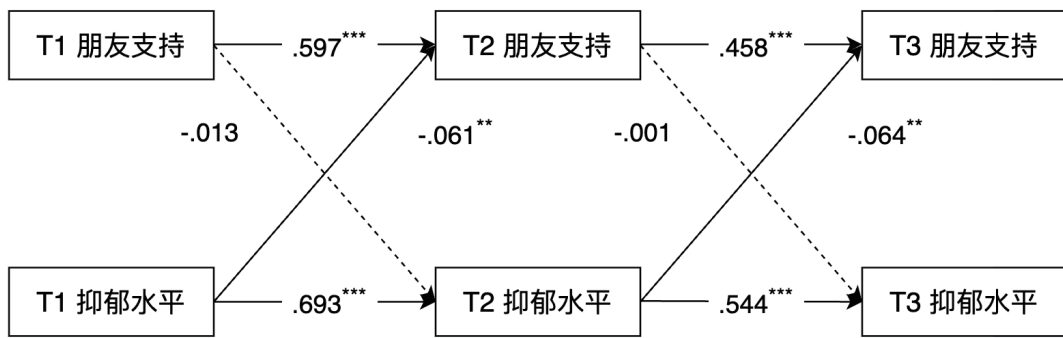 T1 朋友支持
.597***
T2 朋友支持
.458***
T3 朋友支持
-.013
-.061**
-.001
-.064**
T1 抑郁水平
.693***
T2 抑郁水平
.544***
T3 抑郁水平